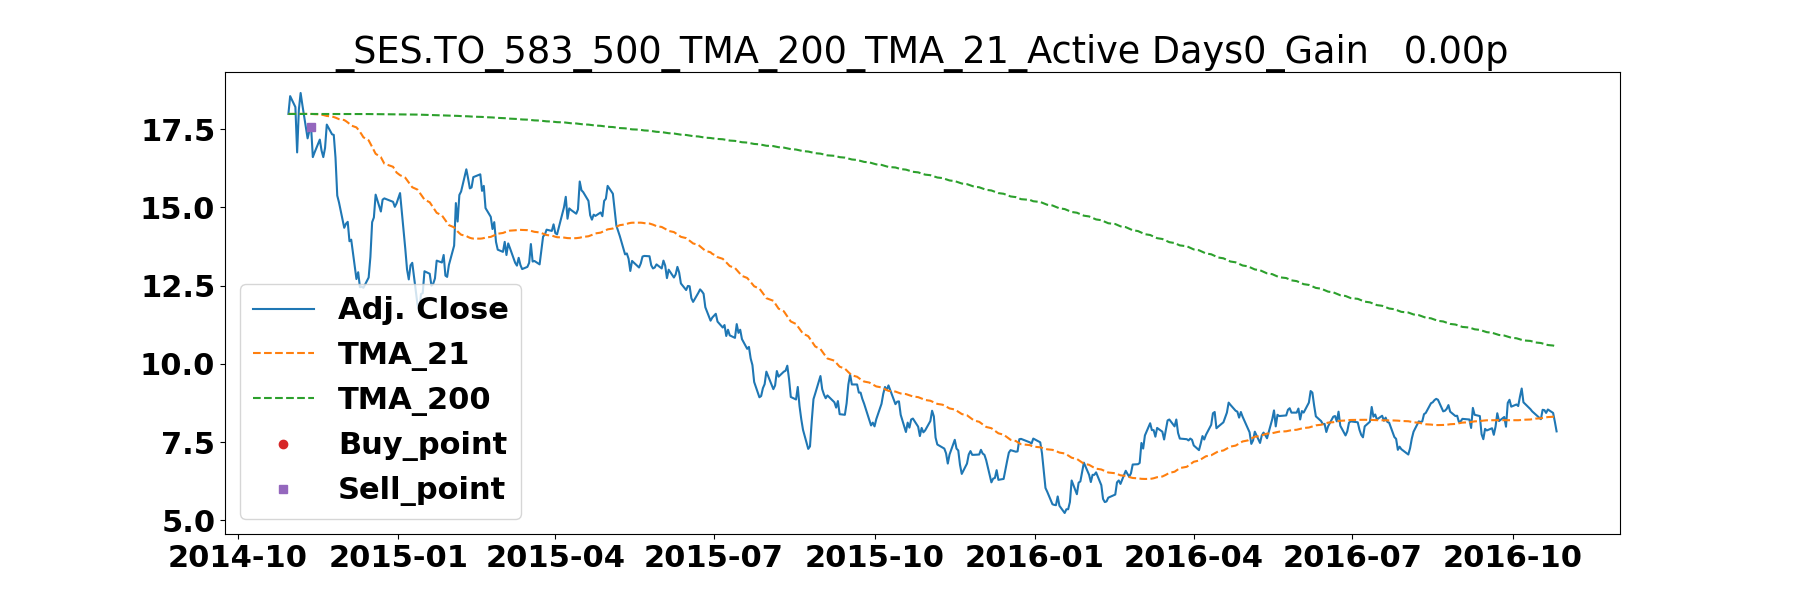 _SES.TO_583_500_TMA_200_TMA_21_Active Days0_Gain   0.00p
17.5
15.0
12.5
10.0
7.5
5.0
Adj. Close
TMA_21
TMA_200
Buy_point
Sell_point
2014-10 2015-01 2015-04 2015-07 2015-10 2016-01 2016-04 2016-07 2016-10